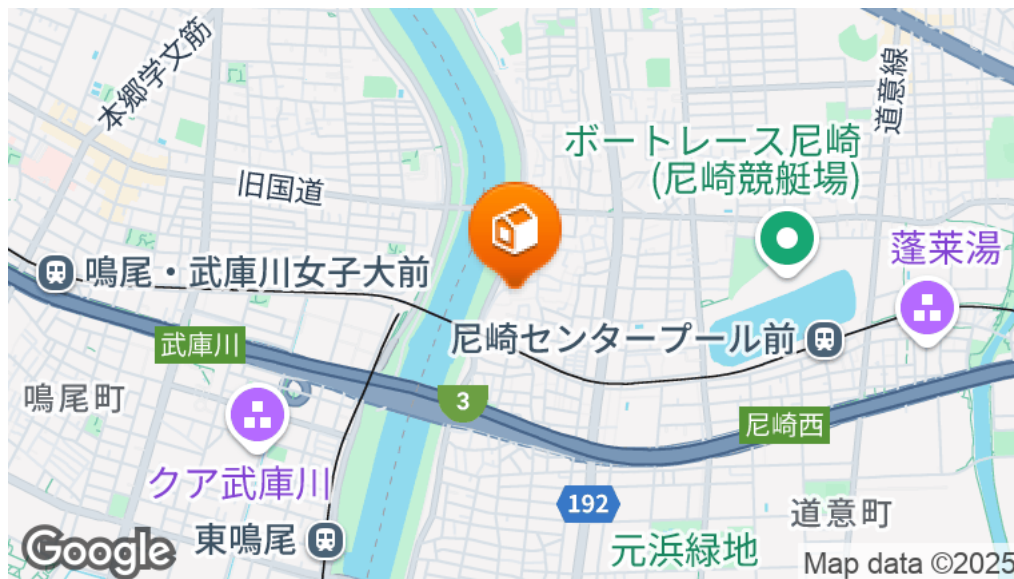 本郷学文筋
道意線
ボートレース尼崎
(尼崎競艇場)
旧国道
蓬莱湯
鳴尾・武庫川女子大前
尼崎センタープール前
武庫川
鳴尾町
3
尼崎西
クア武庫川
192
道意町
東鳴尾
元浜緑地
Google
Map data ©2025